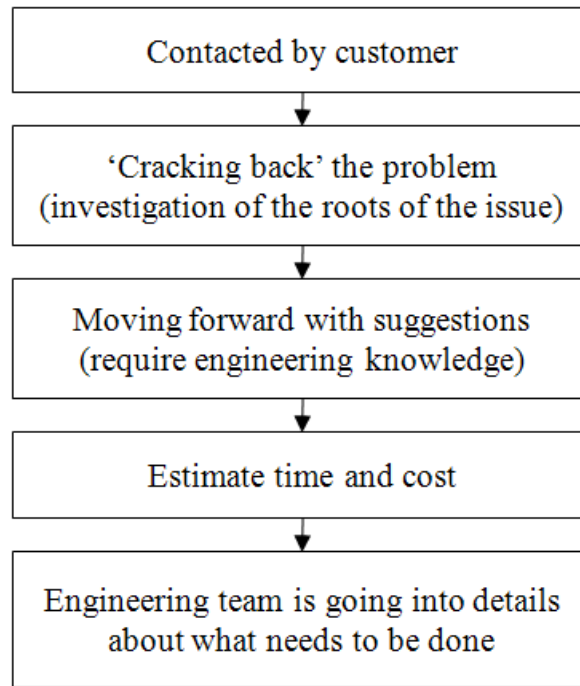 Contacted by customer
‘Cracking back’ the problem
(investigation of the roots of the issue)
Moving forward with suggestions
(require engineering knowledge)
Estimate time and cost
Engineering team is going into details
about what needs to be done